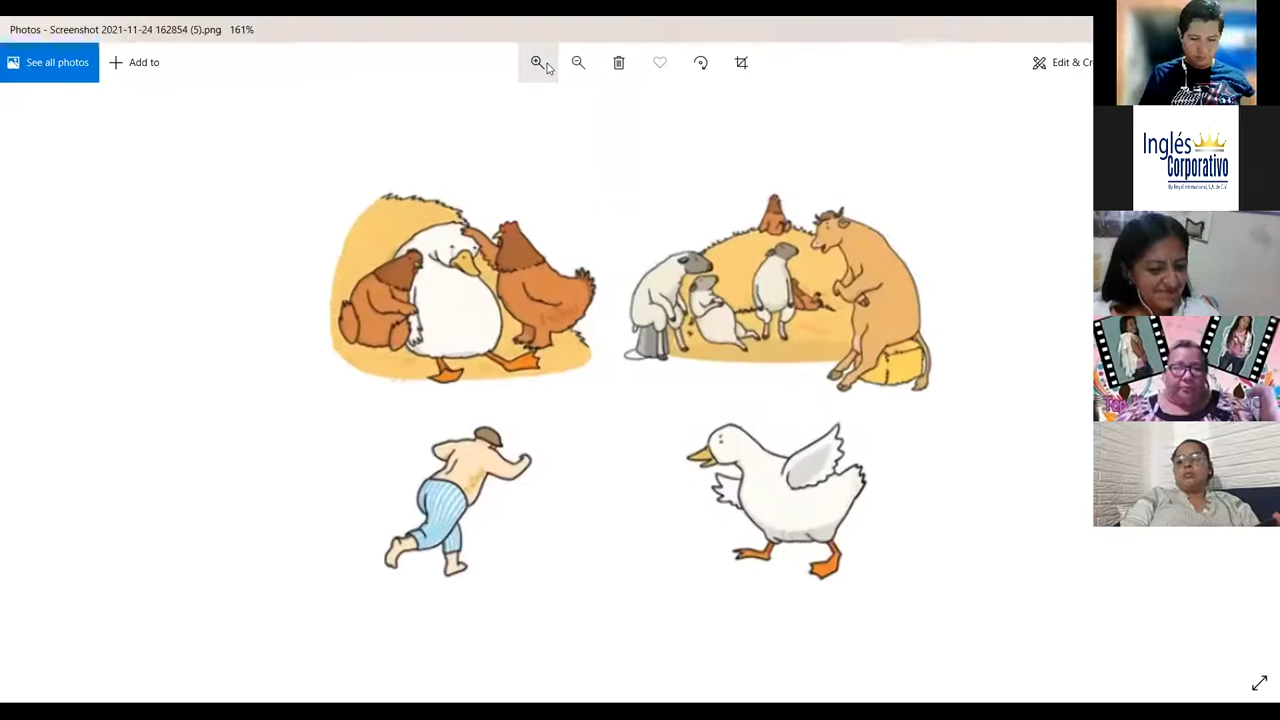 Photos - Screenshot 2021-11-24 162854 (5).png 161%
See all photos
Add to
Edit & Cr
Inglés
Corporativo